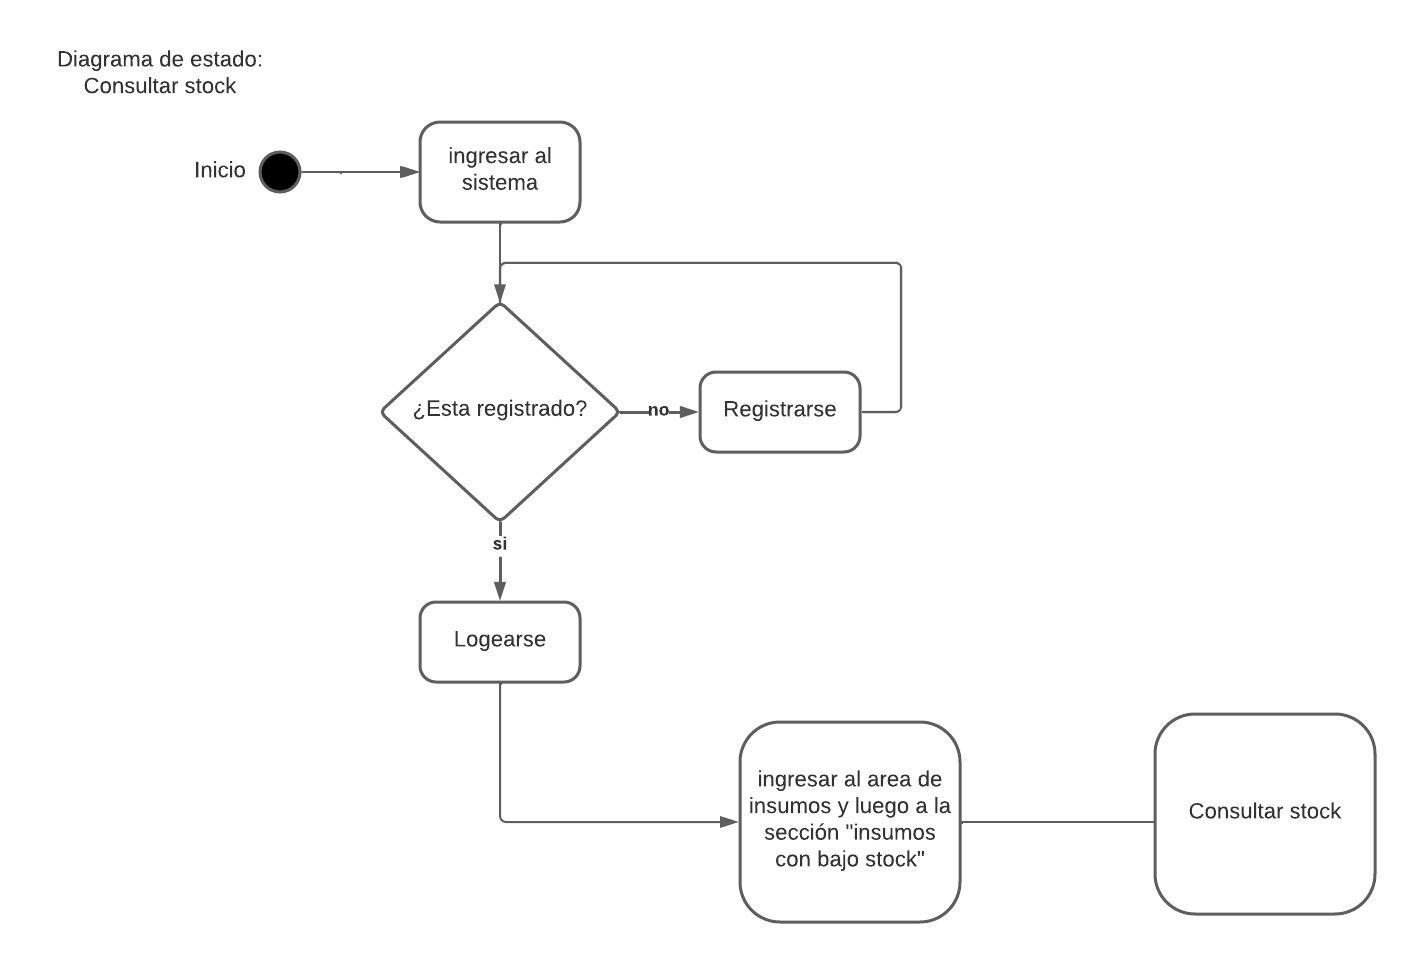 Diagrama de estado:
Consultar stock
Inicio
ingresar al
sistema
¿Esta registrado?
no
Registrarse
si
Logearse
ingresar al area de
insumos y luego a la
sección "insumos
con bajo stock"
Consultar stock